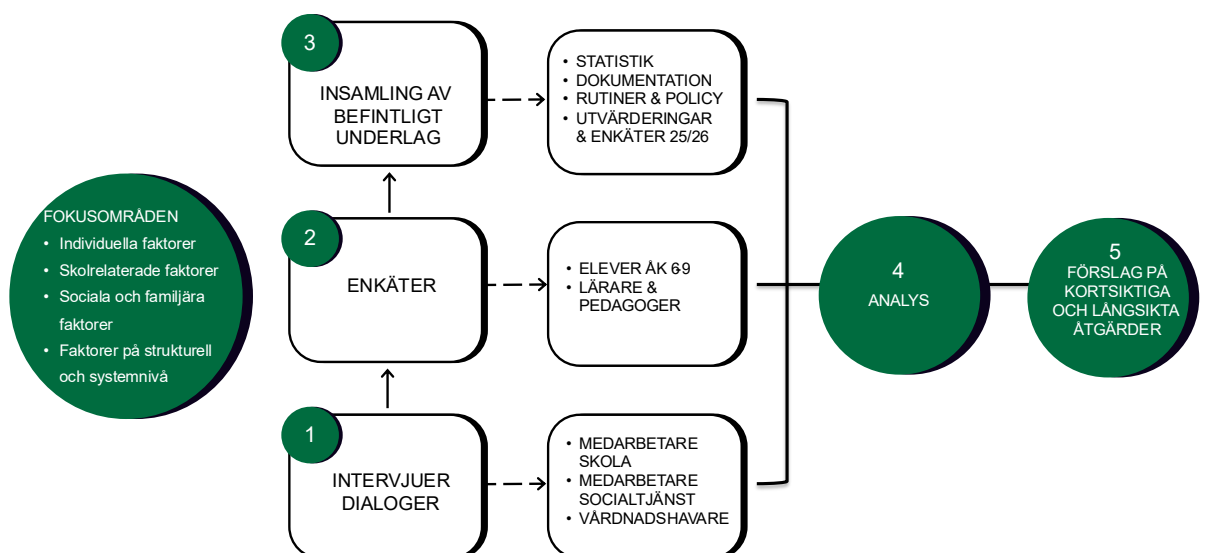 FOKUSOMRÅDEN
• Individuella faktorer
• Skolrelaterade faktorer
• Sociala och familjära
faktorer
• Faktorer på strukturell
och systemnivå
3
INSAMLING AV
BEFINTLIGT
UNDERLAG
• STATISTIK
• DOKUMENTATION
• RUTINER & POLICY
• UTVÄRDERINGAR
& ENKÄTER 25/26
2
ENKÄTER
• ELEVER ÅK 6-9
• LÄRARE &
PEDAGOGER
1
INTERVJUER
DIALOGER
• MEDARBETARE
SKOLA
• MEDARBETARE
SOCIALTJÄNST
• VÅRDNADSHAVARE
4
ANALYS
5
FÖRSLAG PÅ
KORTSIKTIGA
OCH LÅNGSIKTA
ÅTGÄRDER